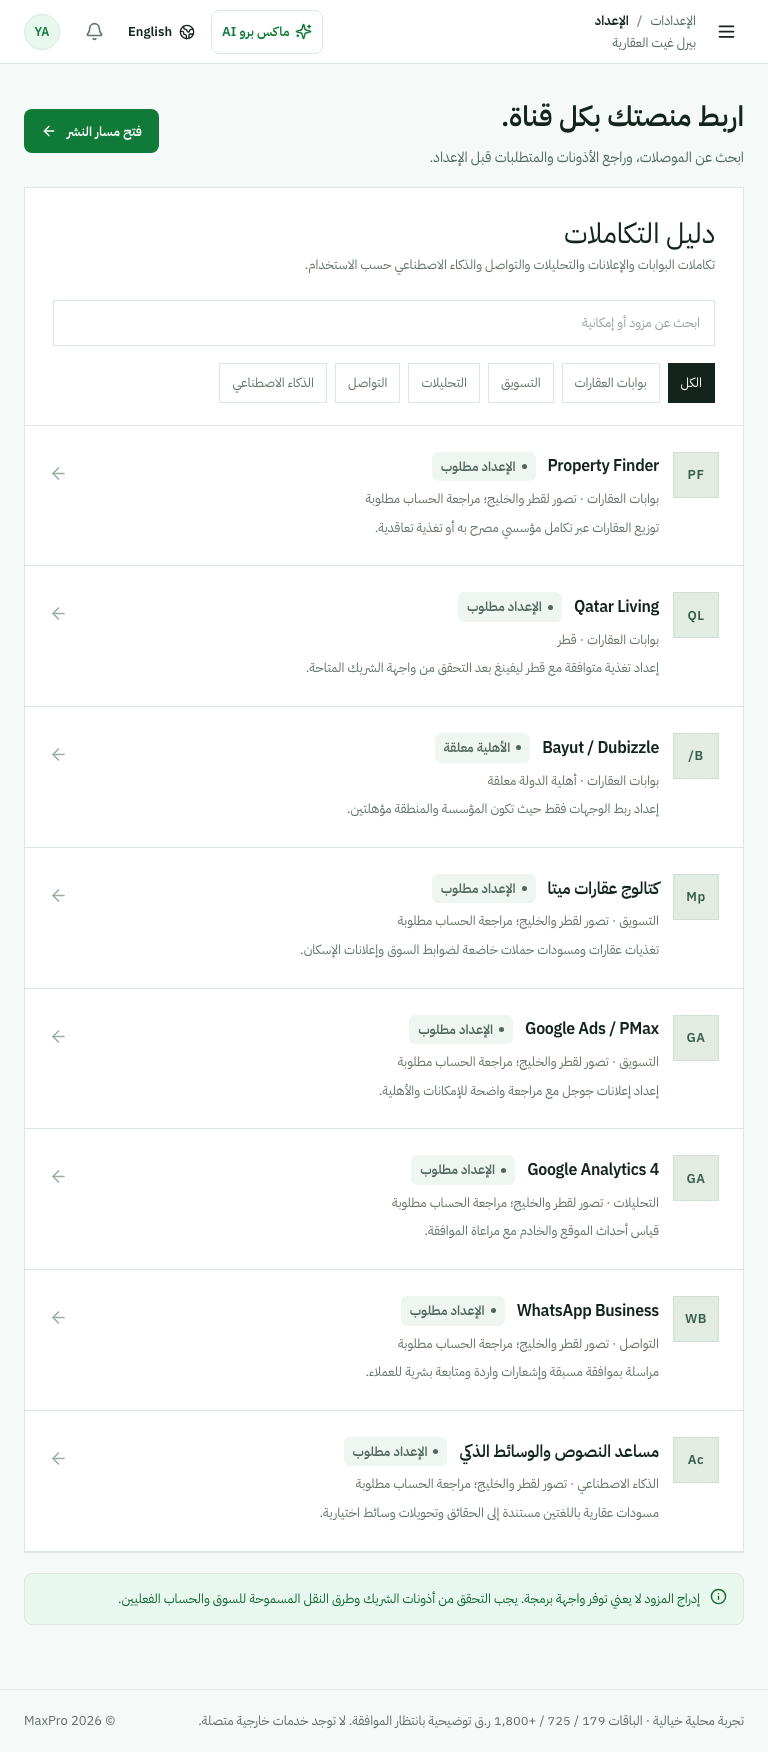 الإعدادات / الإعداد
بيرل غيت العقارية
ماكس برو AI
English
YA
اربط منصتك بكل قناة.
ابحث عن الموصلات، وراجع الأذونات والمتطلبات قبل الإعداد.
فتح مسار النشر
دليل التكاملات
تكاملات البوابات والإعلانات والتحليلات والتواصل والذكاء الاصطناعي حسب الاستخدام.
ابحث عن مزود أو إمكانية
الكل
بوابات العقارات
التسويق
التحليلات
التواصل
الذكاء الاصطناعي
PF
Property Finder
الإعداد مطلوب
بوابات العقارات · تصور لقطر والخليج؛ مراجعة الحساب مطلوبة
توزيع العقارات عبر تكامل مؤسسي مصرح به أو تغذية تعاقدية.
QL
Qatar Living
الإعداد مطلوب
بوابات العقارات · قطر
إعداد تغذية متوافقة مع قطر ليفينغ بعد التحقق من واجهة الشريك المتاحة.
B/
Bayut / Dubizzle
الأهلية معلقة
بوابات العقارات · أهلية الدولة معلقة
إعداد ربط الوجهات فقط حيث تكون المؤسسة والمنطقة مؤهلتين.
Mp
كتالوج عقارات ميتا
الإعداد مطلوب
التسويق · تصور لقطر والخليج؛ مراجعة الحساب مطلوبة
تغذيات عقارات ومسودات حملات خاضعة لضوابط السوق وإعلانات الإسكان.
GA
Google Ads / PMax
الإعداد مطلوب
التسويق · تصور لقطر والخليج؛ مراجعة الحساب مطلوبة
إعداد إعلانات جوجل مع مراجعة واضحة للإمكانات والأهلية.
GA
Google Analytics 4
الإعداد مطلوب
التحليلات · تصور لقطر والخليج؛ مراجعة الحساب مطلوبة
قياس أحداث الموقع والخادم مع مراعاة الموافقة.
WB
WhatsApp Business
الإعداد مطلوب
التواصل · تصور لقطر والخليج؛ مراجعة الحساب مطلوبة
مراسلة بموافقة مسبقة وإشعارات واردة ومتابعة بشرية للعملاء.
Ac
مساعد النصوص والوسائط الذكي
الإعداد مطلوب
الذكاء الاصطناعي · تصور لقطر والخليج؛ مراجعة الحساب مطلوبة
مسودات عقارية باللغتين مستندة إلى الحقائق وتحويلات وسائط اختيارية.
إدراج المزود لا يعني توفر واجهة برمجة. يجب التحقق من أذونات الشريك وطرق النقل المسموحة للسوق والحساب الفعليين.
تجربة محلية خيالية · الباقات 179 / 725 / +1,800 ر.ق توضيحية بانتظار الموافقة. لا توجد خدمات خارجية متصلة.
© 2026 MaxPro